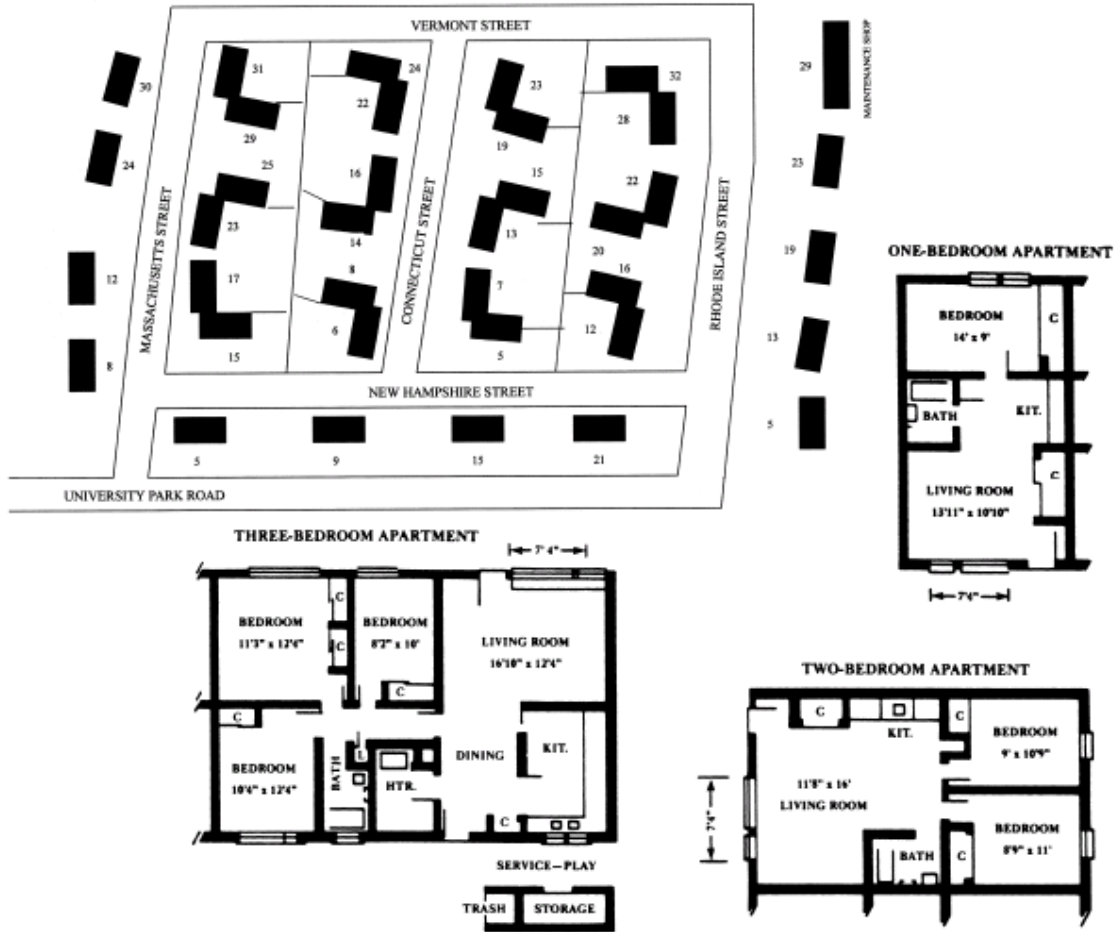 VERMONT STREET
MAINTENANCE SHOP
31
24
23
32
29
30
22
28
29
19
24
25
16
15
22
23
MASSACHUSETTS STREET
CONNECTICUT STREET
RHODE ISLAND STREET
23
14
13
20
19
12
17
8
7
16
6
12
13
8
15
5
NEW HAMPSHIRE STREET
5
5
9
15
21
UNIVERSITY PARK ROAD
ONE-BEDROOM APARTMENT
BEDROOM
14' x 9'
C
BATH
KIT.
C
LIVING ROOM
13'11" x 10'10"
7'4"
THREE-BEDROOM APARTMENT
7' 4"
BEDROOM
11'3" x 12'4"
C
C
BEDROOM
8'2" x 10'
C
LIVING ROOM
16'10" x 12'4"
C
BEDROOM
10'4" x 12'4"
BATH
L
HTR.
DINING
KIT.
C
SERVICE—PLAY
TRASH
STORAGE
TWO-BEDROOM APARTMENT
C
KIT.
C
BEDROOM
9' x 10'9"
11'8" x 16'
LIVING ROOM
7'4"
BATH
C
BEDROOM
8'9" x 11'